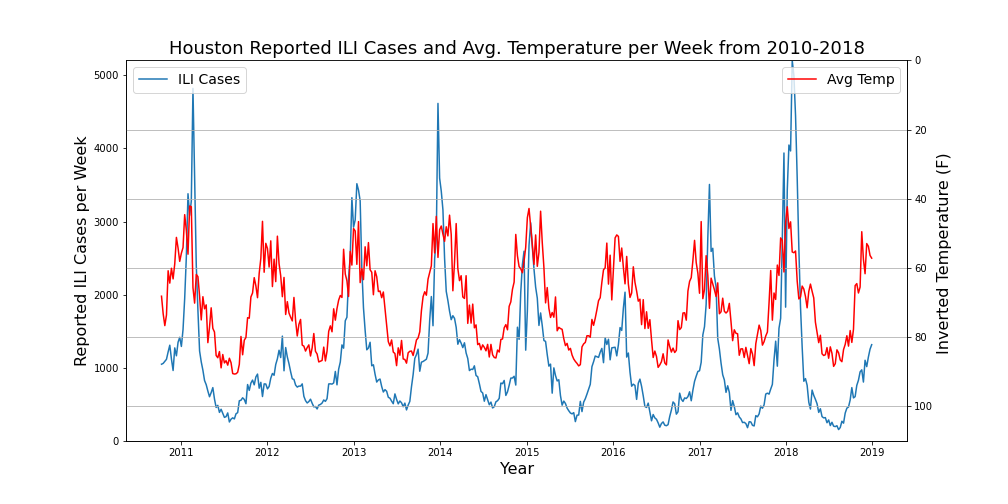 Houston Reported ILI Cases and Avg. Temperature per Week from 2010-2018
ILI Cases
Avg Temp
Reported ILI Cases per Week
5000
4000
3000
2000
1000
0
0
20
40
60
80
100
Inverted Temperature (F)
2011 2012 2013 2014 2015 2016 2017 2018 2019
Year